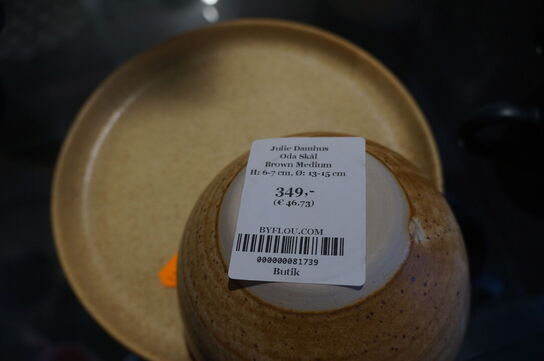 Julie Damhus
Oda Skål
Brown Medium
H: 6-7 cm, Ø: 13-15 cm
349,-
(€ 46.73)
BYFLOU.COM
000000081739
Butik